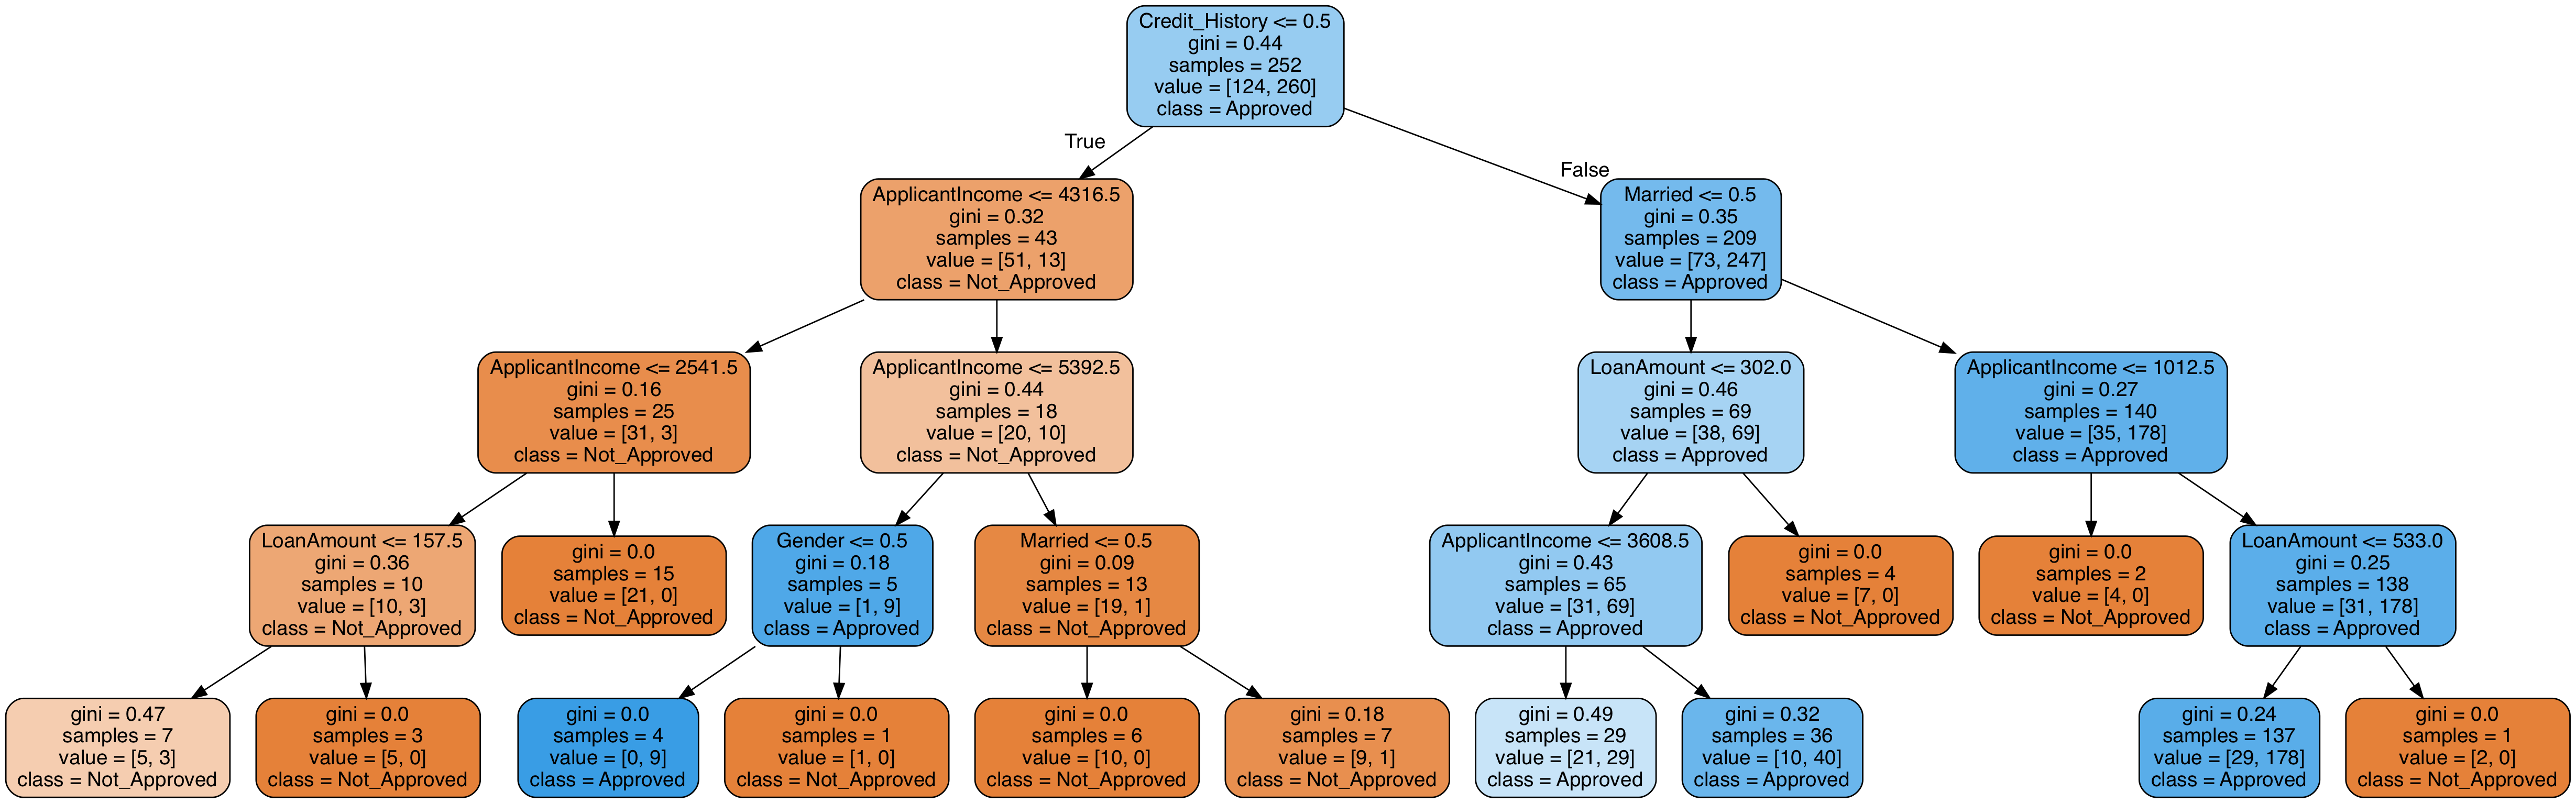 Credit_History <= 0.5
gini = 0.44
samples = 252
value = [124, 260]
class = Approved
True
False
ApplicantIncome <= 4316.5
gini = 0.32
samples = 43
value = [51, 13]
class = Not_Approved
Married <= 0.5
gini = 0.35
samples = 209
value = [73, 247]
class = Approved
ApplicantIncome <= 2541.5
gini = 0.16
samples = 25
value = [31, 3]
class = Not_Approved
ApplicantIncome <= 5392.5
gini = 0.44
samples = 18
value = [20, 10]
class = Not_Approved
LoanAmount <= 302.0
gini = 0.46
samples = 69
value = [38, 69]
class = Approved
ApplicantIncome <= 1012.5
gini = 0.27
samples = 140
value = [35, 178]
class = Approved
LoanAmount <= 157.5
gini = 0.36
samples = 10
value = [10, 3]
class = Not_Approved
gini = 0.0
samples = 15
value = [21, 0]
class = Not_Approved
Gender <= 0.5
gini = 0.18
samples = 5
value = [1, 9]
class = Approved
Married <= 0.5
gini = 0.09
samples = 13
value = [19, 1]
class = Not_Approved
ApplicantIncome <= 3608.5
gini = 0.43
samples = 65
value = [31, 69]
class = Approved
gini = 0.0
samples = 4
value = [7, 0]
class = Not_Approved
gini = 0.0
samples = 2
value = [4, 0]
class = Not_Approved
LoanAmount <= 533.0
gini = 0.25
samples = 138
value = [31, 178]
class = Approved
gini = 0.47
samples = 7
value = [5, 3]
class = Not_Approved
gini = 0.0
samples = 3
value = [5, 0]
class = Not_Approved
gini = 0.0
samples = 4
value = [0, 9]
class = Approved
gini = 0.0
samples = 1
value = [1, 0]
class = Not_Approved
gini = 0.0
samples = 6
value = [10, 0]
class = Not_Approved
gini = 0.18
samples = 7
value = [9, 1]
class = Not_Approved
gini = 0.49
samples = 29
value = [21, 29]
class = Approved
gini = 0.32
samples = 36
value = [10, 40]
class = Approved
gini = 0.24
samples = 137
value = [29, 178]
class = Approved
gini = 0.0
samples = 1
value = [2, 0]
class = Not_Approved